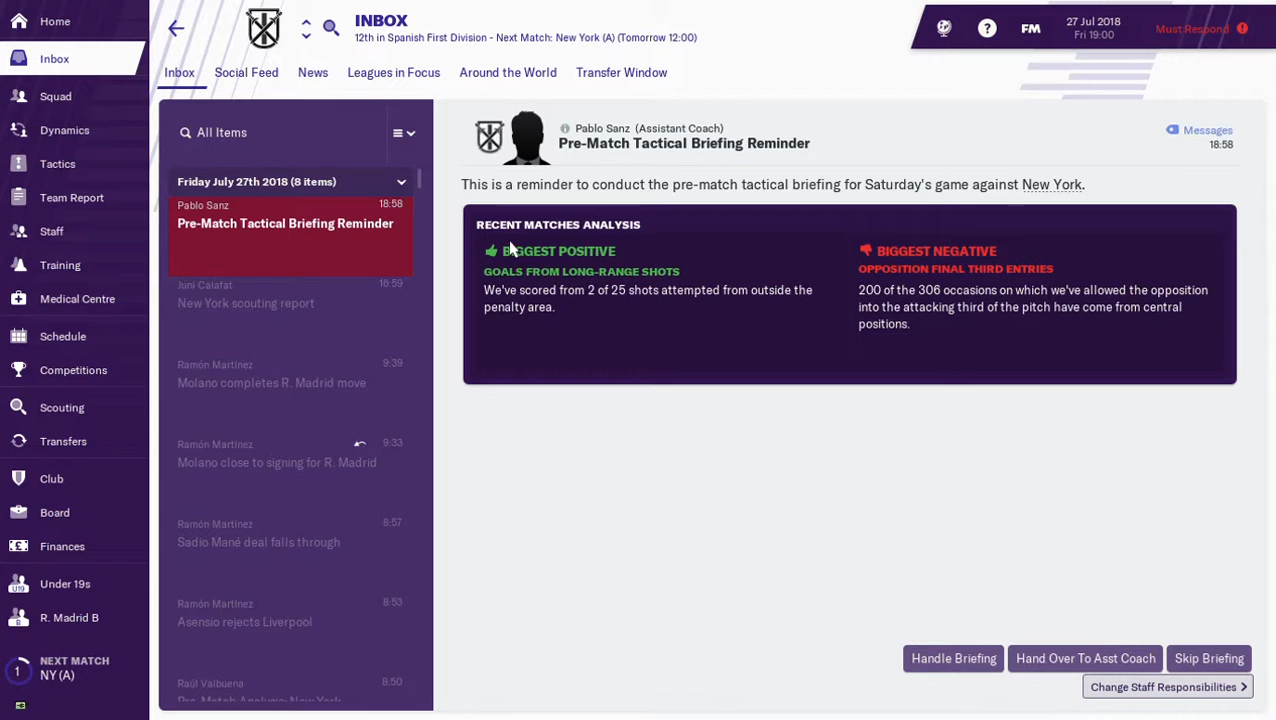 Home
Inbox
Squad
Dynamics
Tactics
Team Report
Staff
Training
Medical Centre
Schedule
Competitions
Scouting
Transfers
Club
Board
Finances
U19
Under 19s
B
R. Madrid B
1
NEXT MATCH
NY (A)
INBOX
12th in Spanish First Division - Next Match: New York (A) (Tomorrow 12:00)
?
FM
27 Jul 2018
Fri 19:00
Must Respond
Inbox
Social Feed
News
Leagues in Focus
Around the World
Transfer Window
All Items
Friday July 27th 2018 (8 items)
Pablo Sanz 18:58
Pre-Match Tactical Briefing Reminder
Juni Calafat 16:59
New York scouting report
Ramón Martínez 9:39
Molano completes R. Madrid move
Ramón Martínez 9:33
Molano close to signing for R. Madrid
Ramón Martínez 8:57
Sadio Mané deal falls through
Ramón Martínez 8:53
Asensio rejects Liverpool
Raúl Valbuena 8:50
Pre-Match Analysis: New York
Pablo Sanz (Assistant Coach)
Pre-Match Tactical Briefing Reminder
Messages
18:58
This is a reminder to conduct the pre-match tactical briefing for Saturday's game against New York.
RECENT MATCHES ANALYSIS
BIGGEST POSITIVE
GOALS FROM LONG-RANGE SHOTS
We've scored from 2 of 25 shots attempted from outside the
penalty area.
BIGGEST NEGATIVE
OPPOSITION FINAL THIRD ENTRIES
200 of the 306 occasions on which we've allowed the opposition
into the attacking third of the pitch have come from central
positions.
Handle Briefing
Hand Over To Asst Coach
Skip Briefing
Change Staff Responsibilities